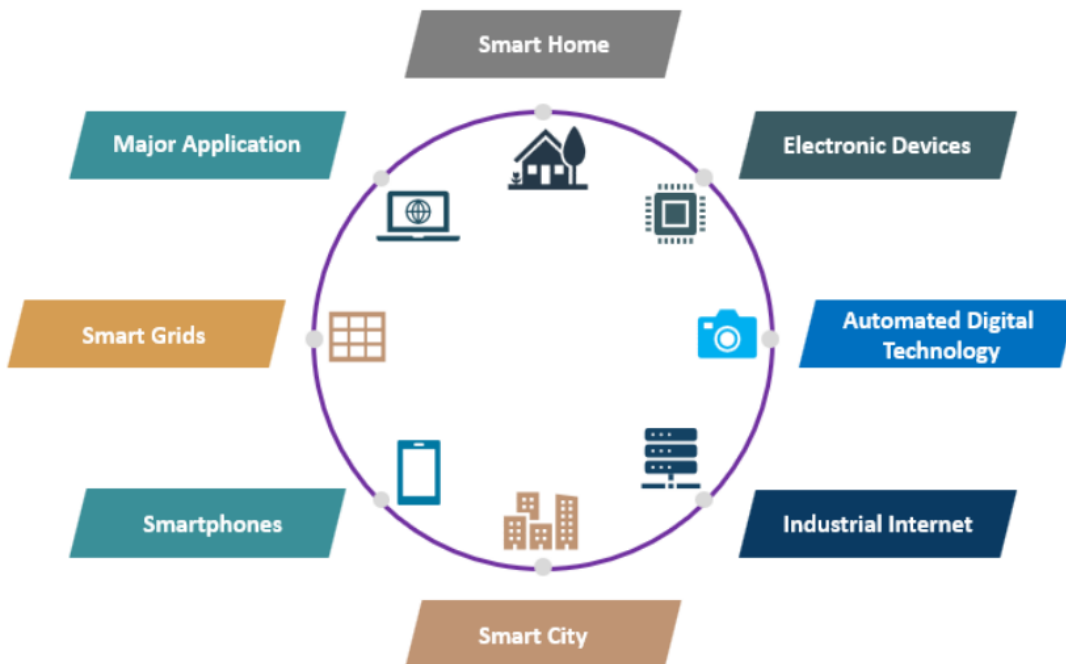 Smart Home
Major Application
Electronic Devices
Smart Grids
Automated Digital
Technology
Smartphones
Industrial Internet
Smart City